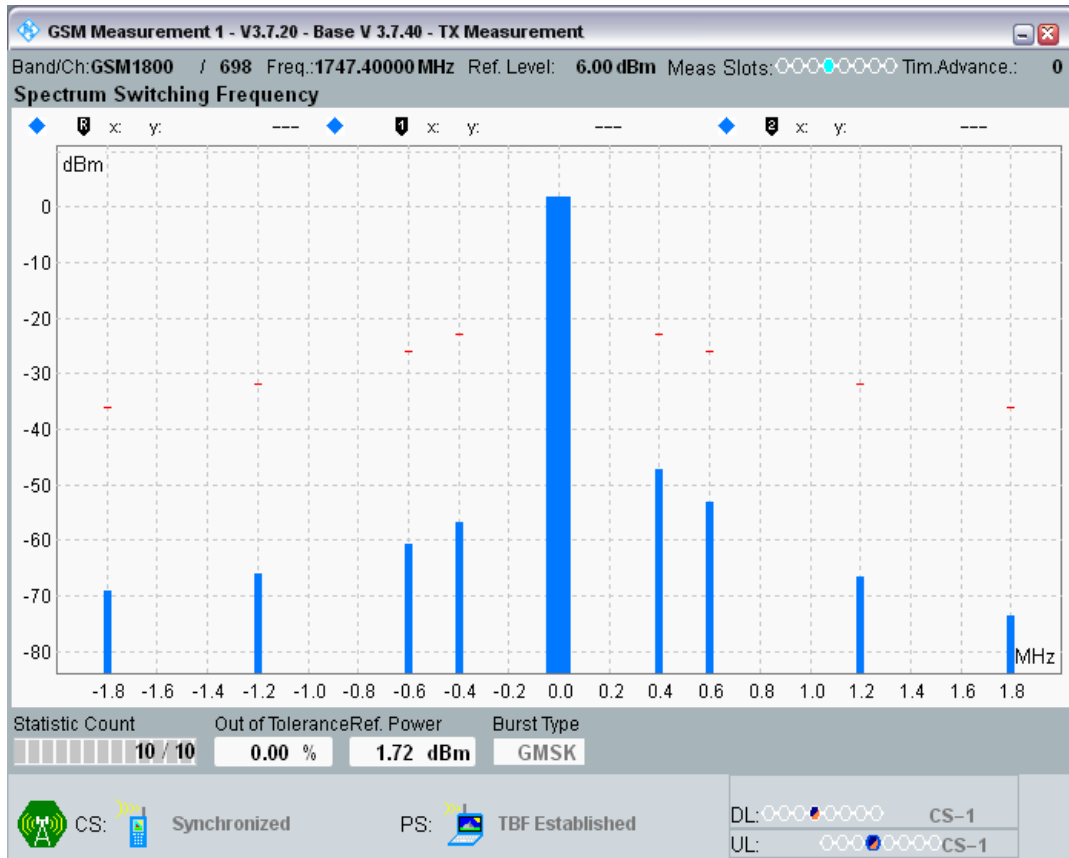 GSM Measurement 1 - V3.7.20 - Base V 3.7.40 - TX Measurement
Band/Ch:GSM1800 / 698 Freq.:1747.40000 MHz Ref. Level: 6.00 dBm Meas Slots: Tim.Advance.: 0
Spectrum Switching Frequency
R x: y: --- 1 x: y: --- 2 x: y: ---
dBm
0
-10
-20
-30
-40
-50
-60
-70
-80
MHz
-1.8 -1.6 -1.4 -1.2 -1.0 -0.8 -0.6 -0.4 -0.2 0.0 0.2 0.4 0.6 0.8 1.0 1.2 1.4 1.6 1.8
Statistic Count Out of Tolerance Ref. Power Burst Type
10 / 10 0.00 % 1.72 dBm GMSK
CS: Synchronized PS: TBF Established
DL: CS-1
UL: CS-1